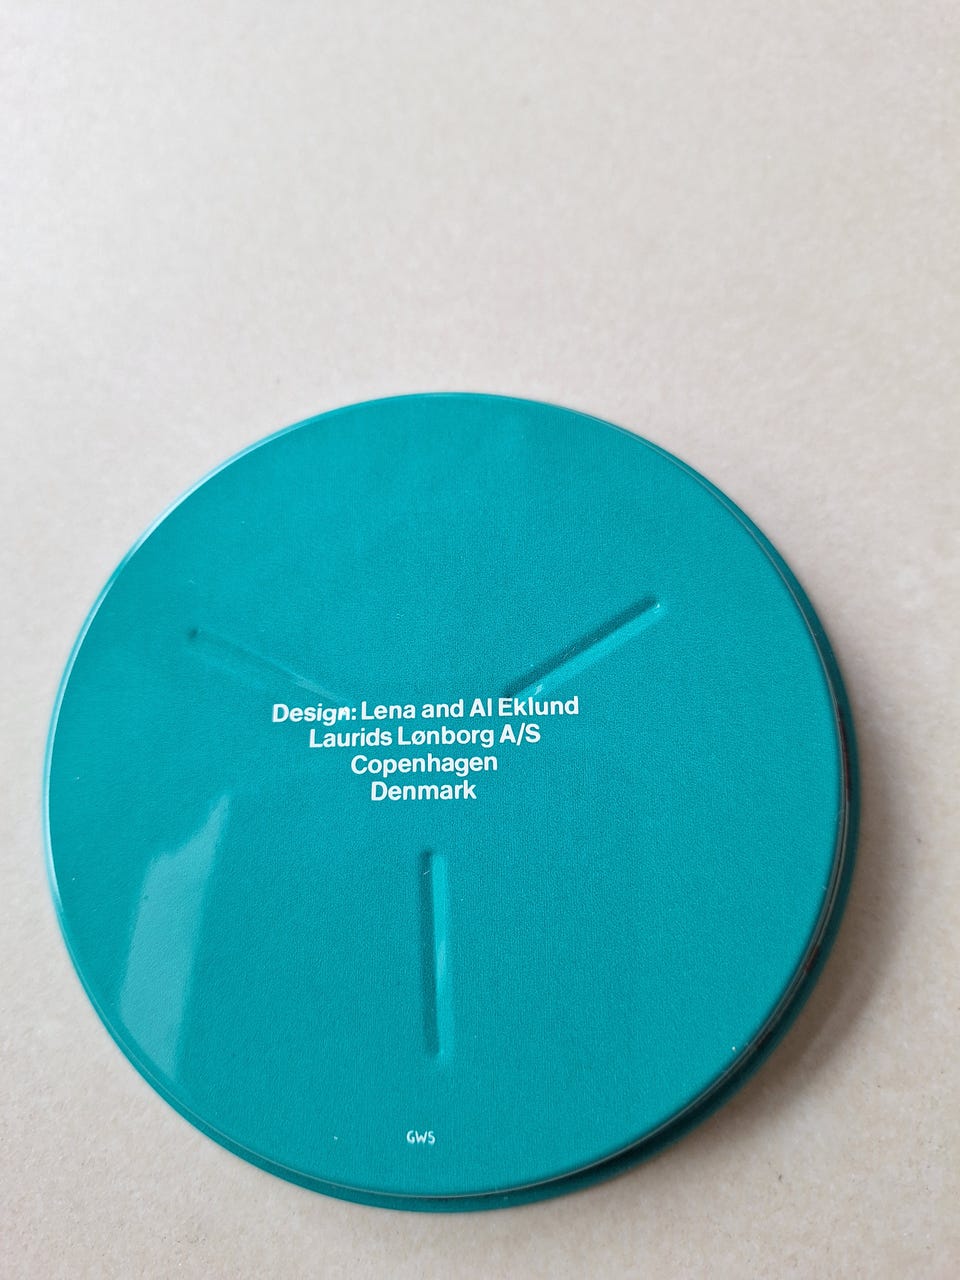 Design: Lena and Al Eklund
Laurids Lønborg A/S
Copenhagen
Denmark
GWS